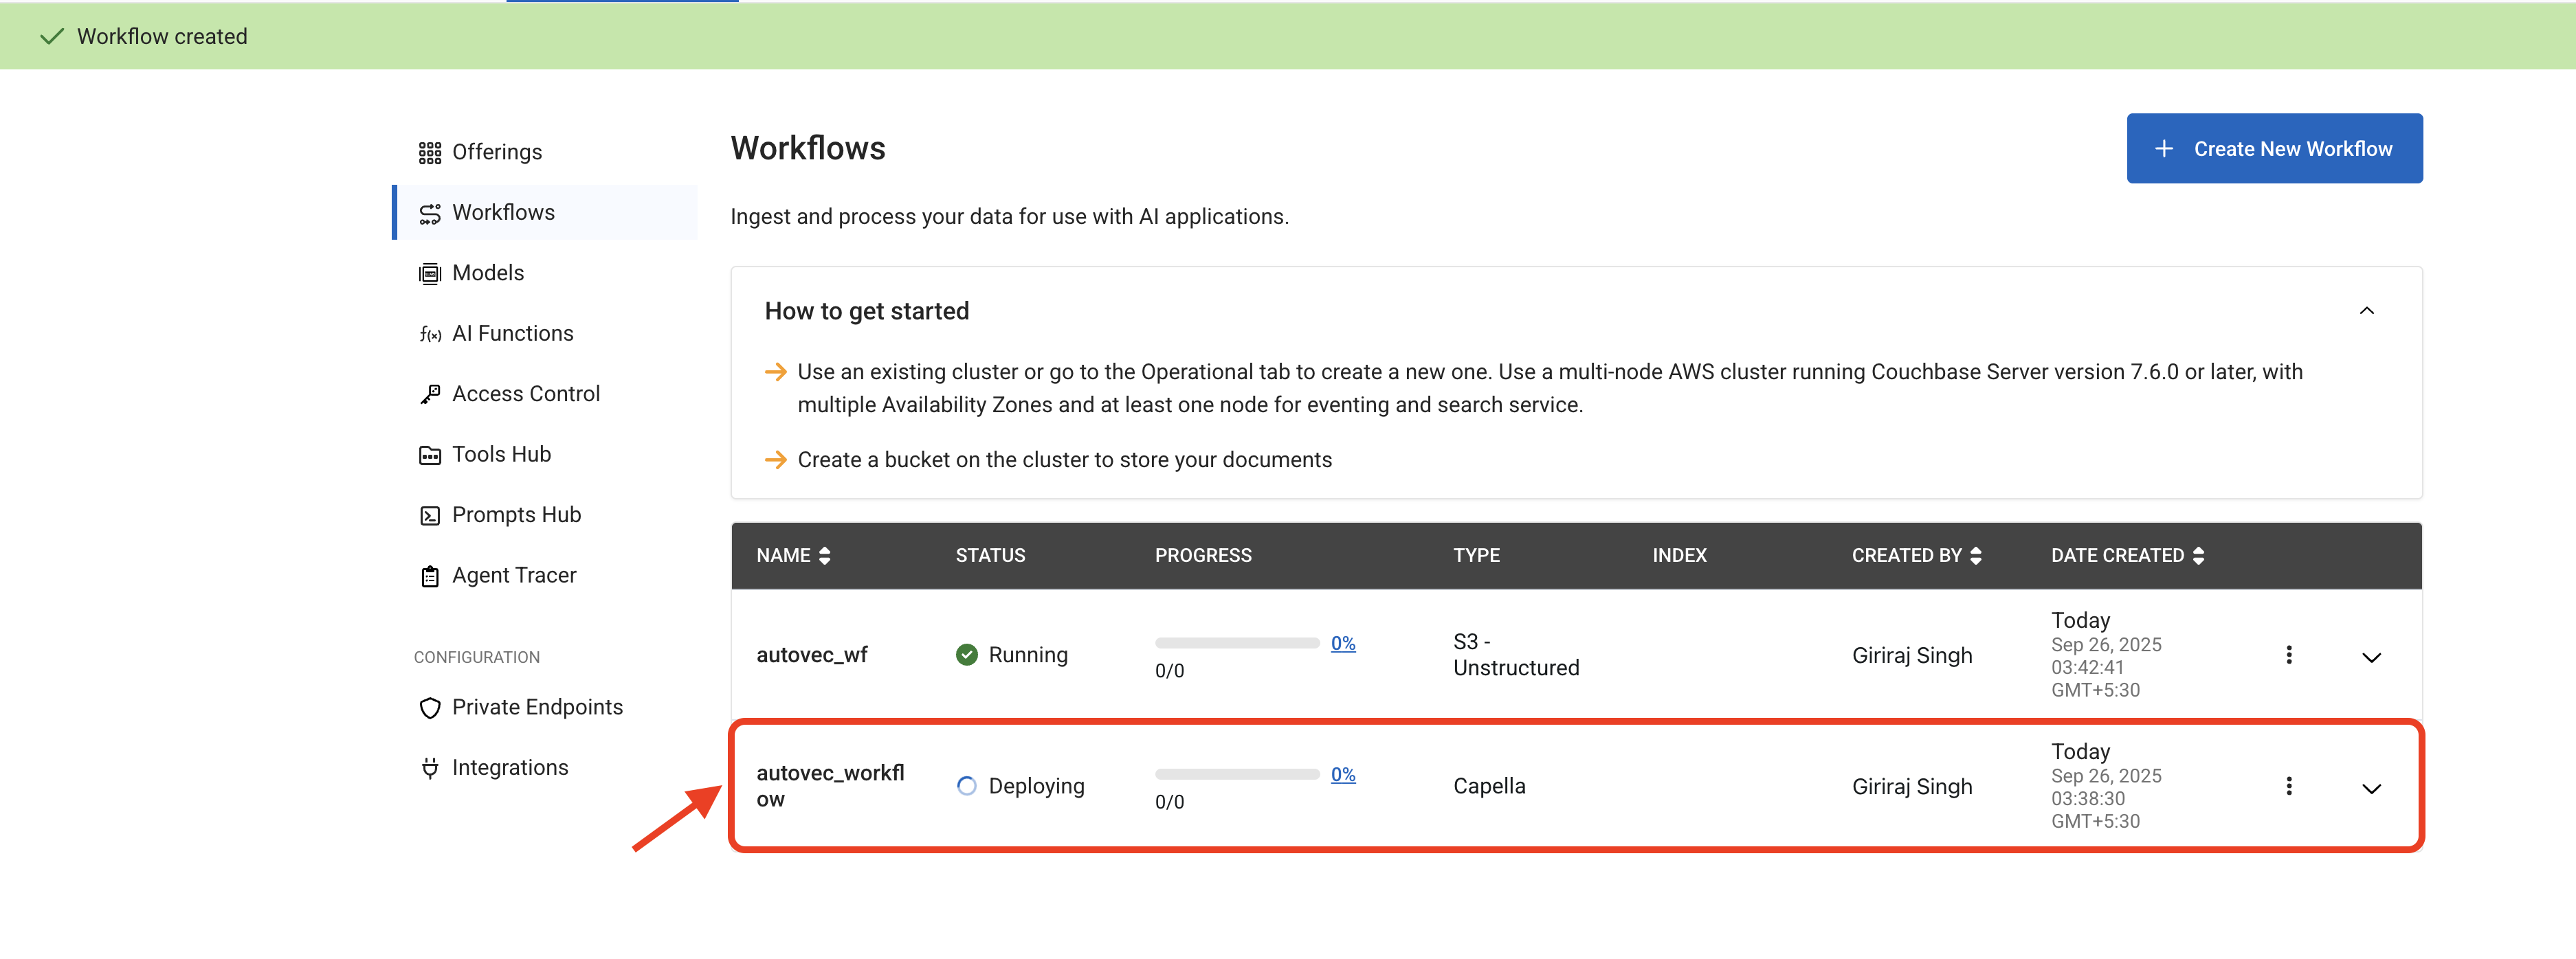 Workflow created
Offerings
Workflows
Models
f(x) AI Functions
Access Control
Tools Hub
Prompts Hub
Agent Tracer
CONFIGURATION
Private Endpoints
Integrations
Workflows
+ Create New Workflow
Ingest and process your data for use with AI applications.
How to get started
Use an existing cluster or go to the Operational tab to create a new one. Use a multi-node AWS cluster running Couchbase Server version 7.6.0 or later, with
multiple Availability Zones and at least one node for eventing and search service.
Create a bucket on the cluster to store your documents
NAME STATUS PROGRESS TYPE INDEX CREATED BY DATE CREATED
autovec_wf
Running
0%
0/0
S3 -
Unstructured
Giriraj Singh
Today
Sep 26, 2025
03:42:41
GMT+5:30
autovec_workfl
ow
Deploying
0%
0/0
Capella
Giriraj Singh
Today
Sep 26, 2025
03:38:30
GMT+5:30